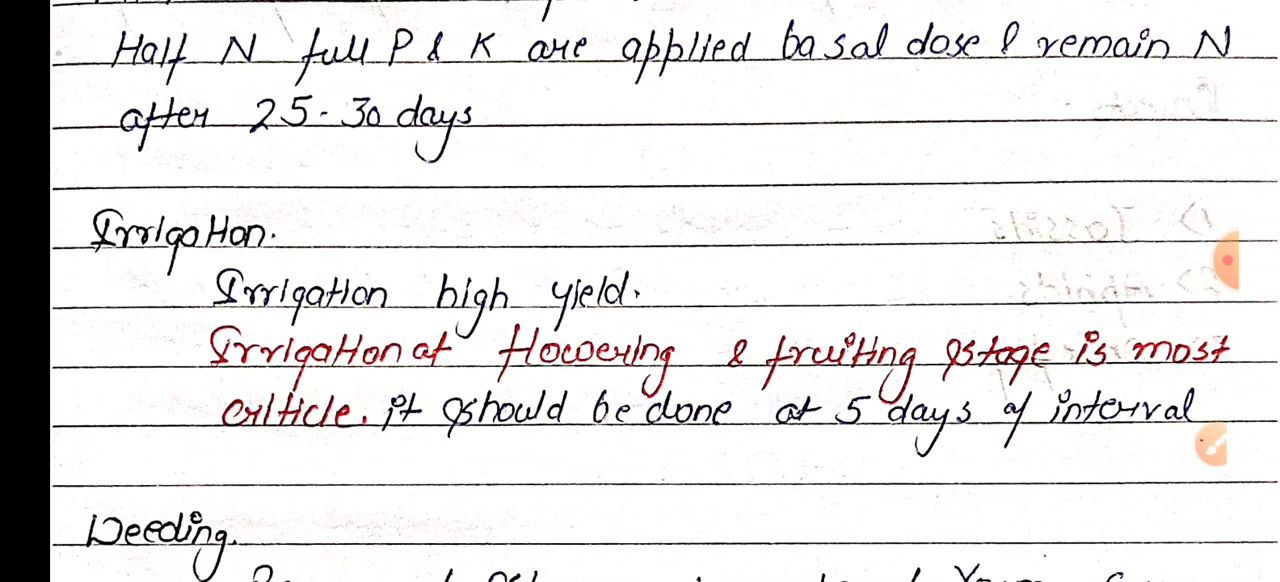 Half N full P & K are applied basal dose & remain N
after 25-30 days
Irrigation.
Irrigation high yield.
Irrigation at flowering & fruiting stage is most
criticle. it should be done at 5 days of interval
Weeding.